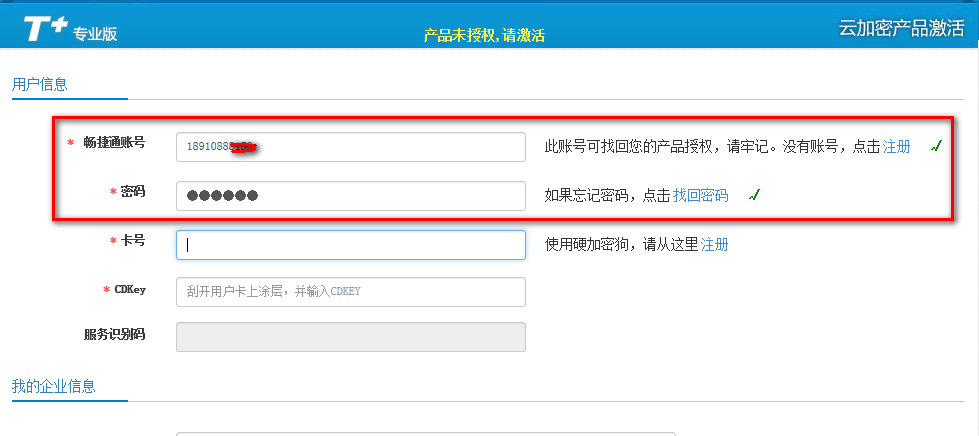 T+ 专业版
产品未授权,请激活
云加密产品激活
用户信息
* 畅捷通账号 1891088 此账号可找回您的产品授权，请牢记。没有账号，点击 注册
* 密码 ●●●●●● 如果忘记密码，点击 找回密码
* 卡号 使用硬加密狗，请从这里 注册
* CDKey 刮开用户卡上涂层，并输入CDKEY
服务识别码
我的企业信息